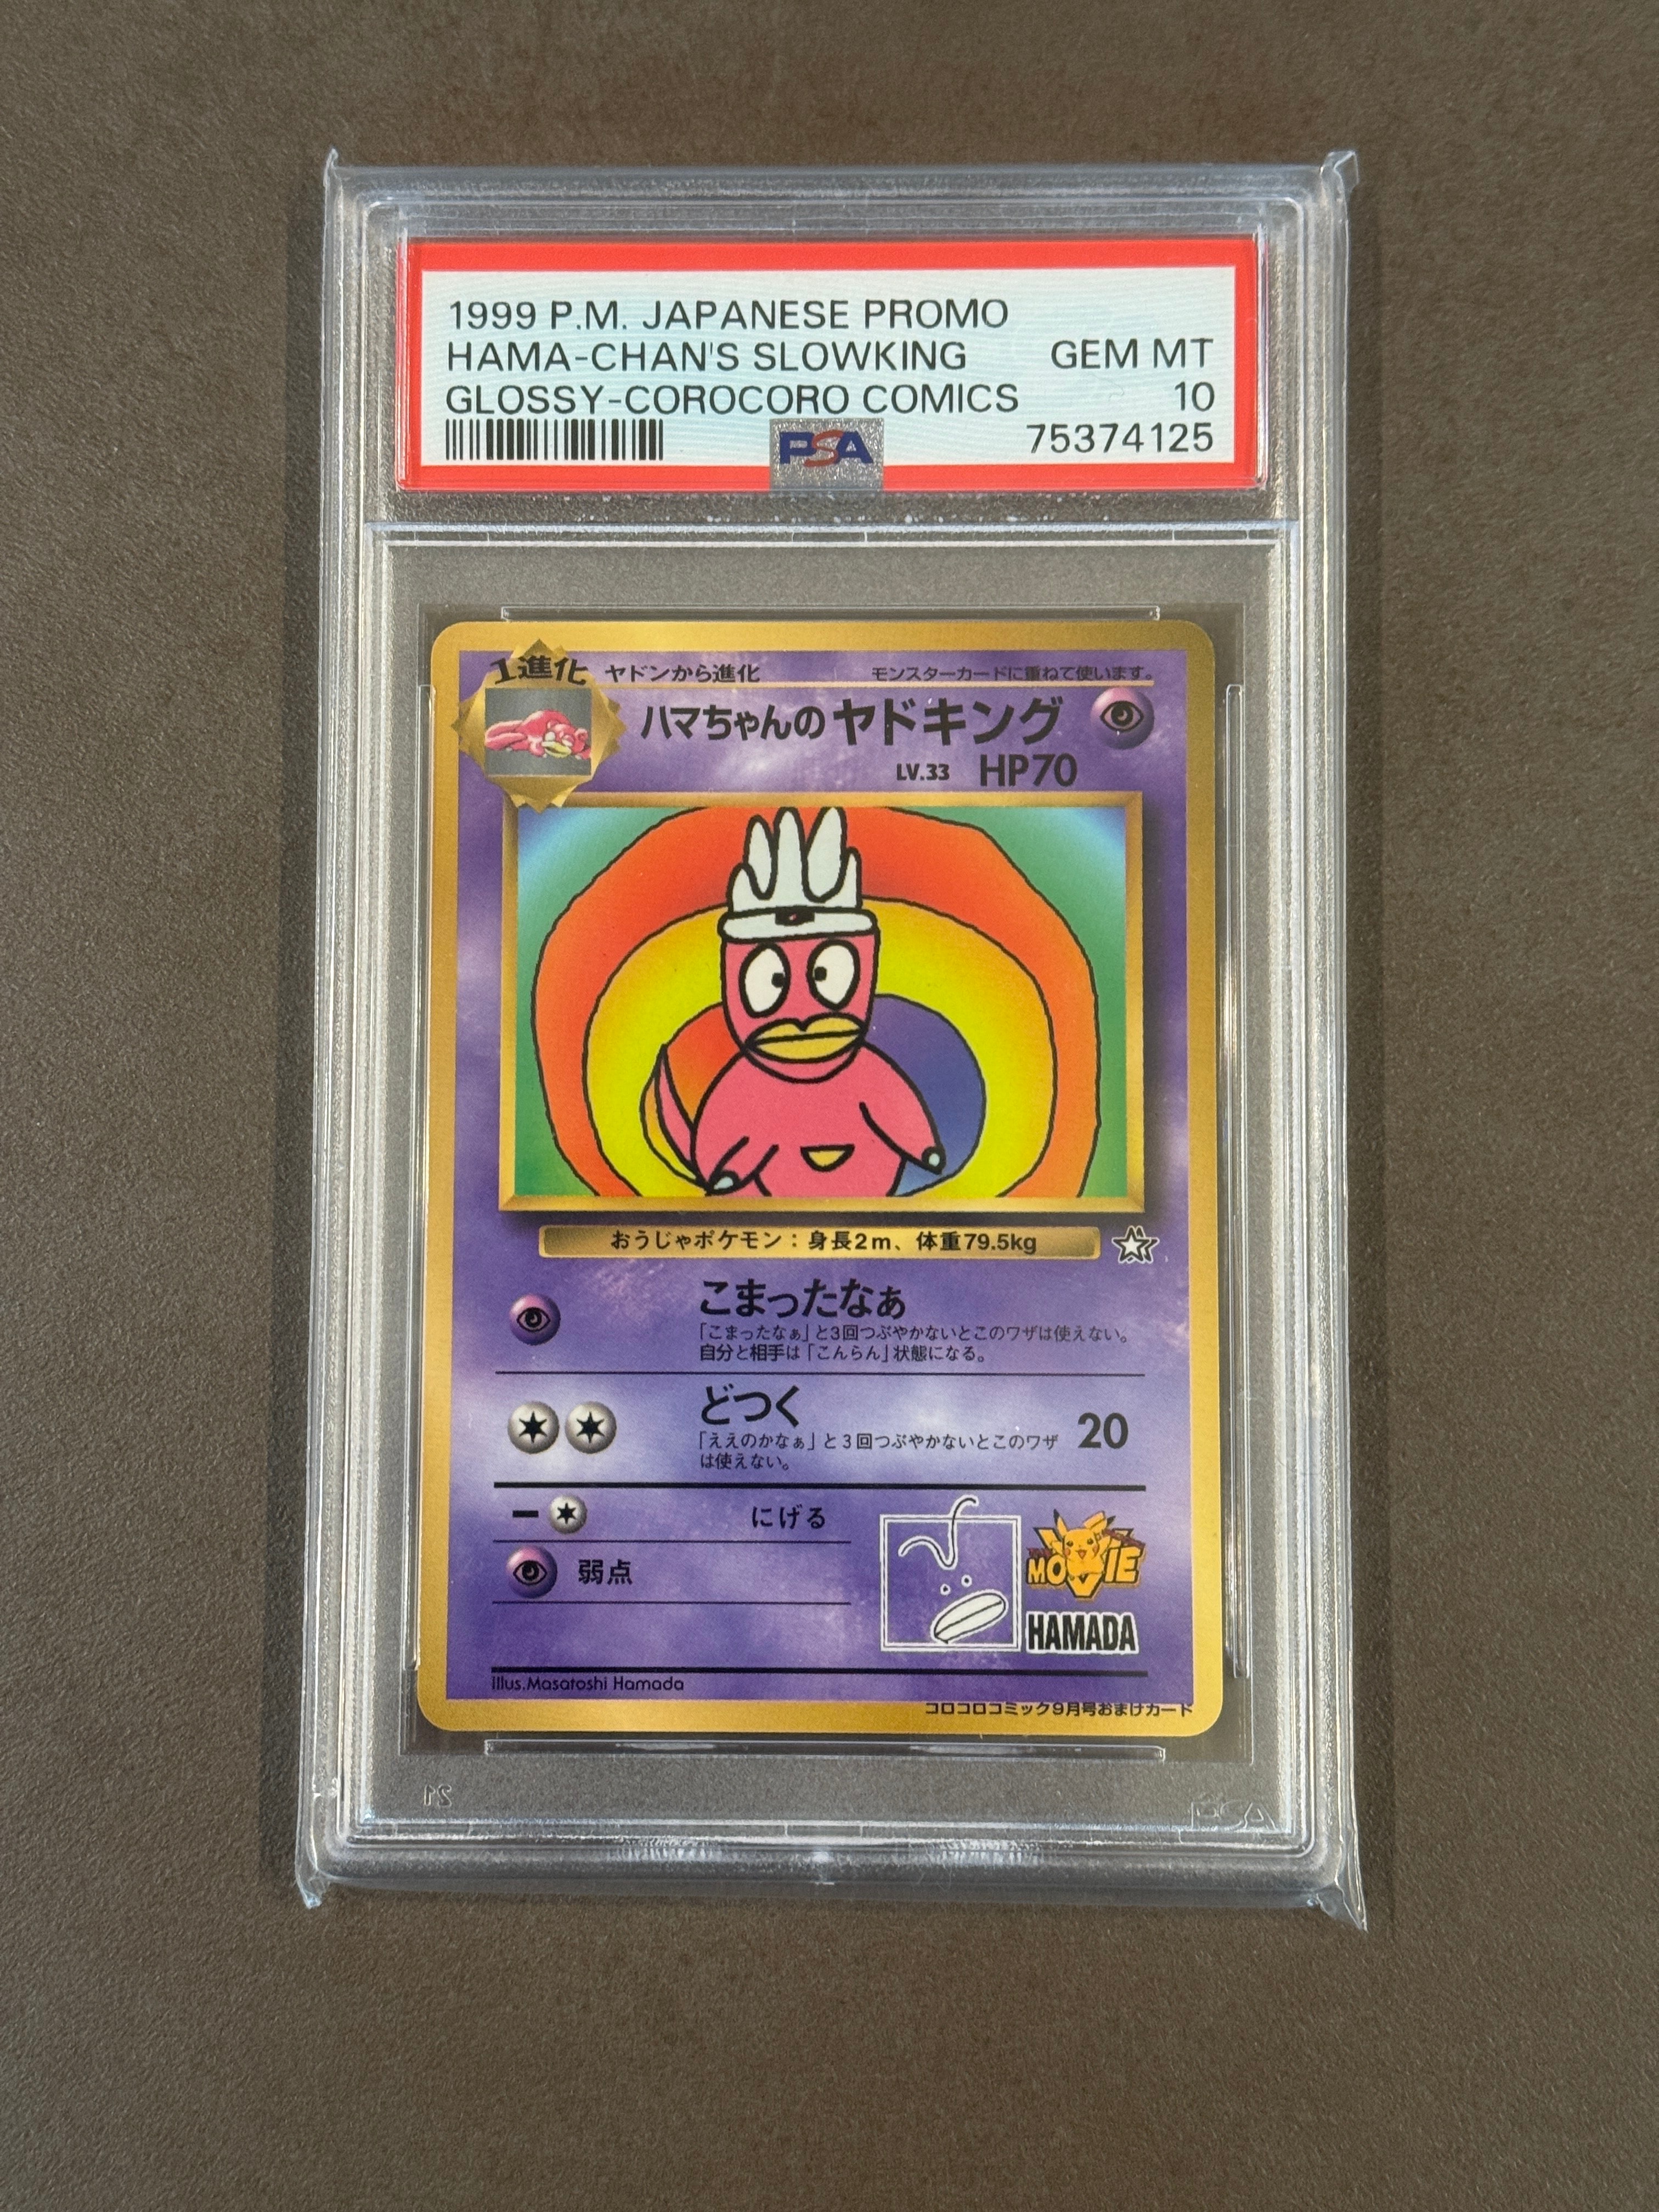 1999 P.M. JAPANESE PROMO
HAMA-CHAN'S SLOWKING GEM MT
GLOSSY-COROCORO COMICS 10
PSA 75374125
1進化 ヤドンから進化 モンスターカードに重ねて使います。
ハマちゃんのヤドキング
LV.33 HP70
おうじゃポケモン：身長2m、体重79.5kg
こまったなぁ
「こまったなぁ」と3回つぶやかないとこのワザは使えない。
自分と相手は「こんらん」状態になる。
どつく 20
「ええのかなぁ」と3回つぶやかないとこのワザ
は使えない。
にげる
弱点
MOVIE
HAMADA
Illus.Masatoshi Hamada
コロコロコミック9月号おまけカード
PSA